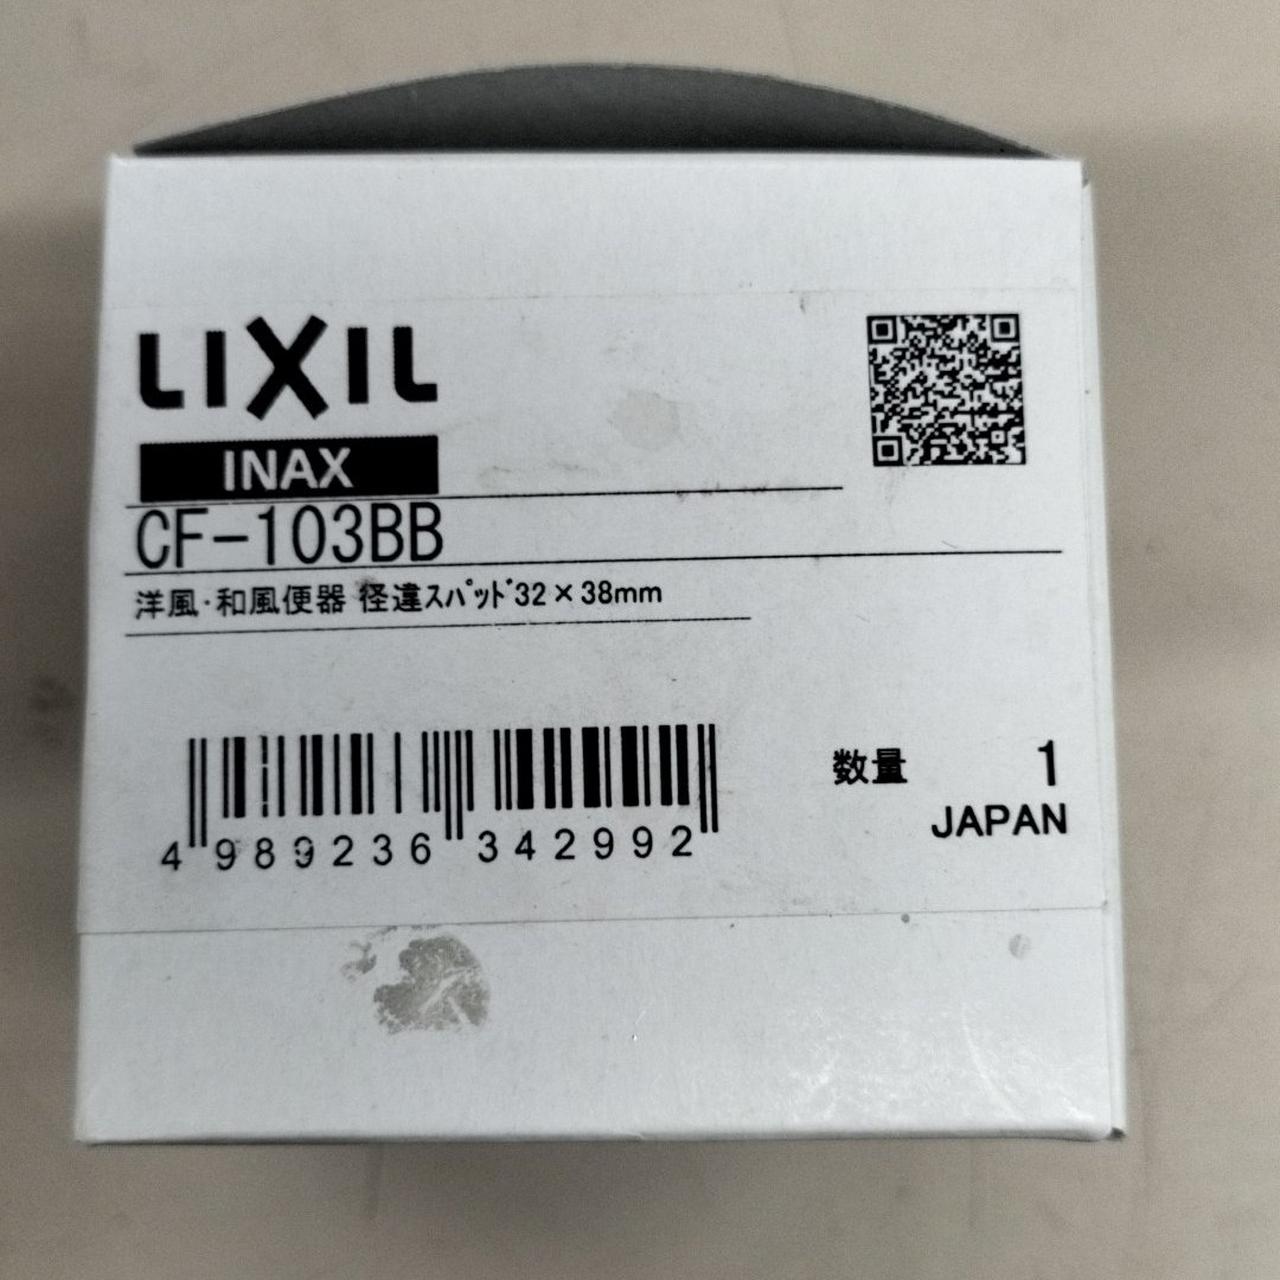 LIXIL
INAX
CF-103BB
洋風・和風便器 径違スパッド32×38mm
4 989236 342992
数量 1
JAPAN